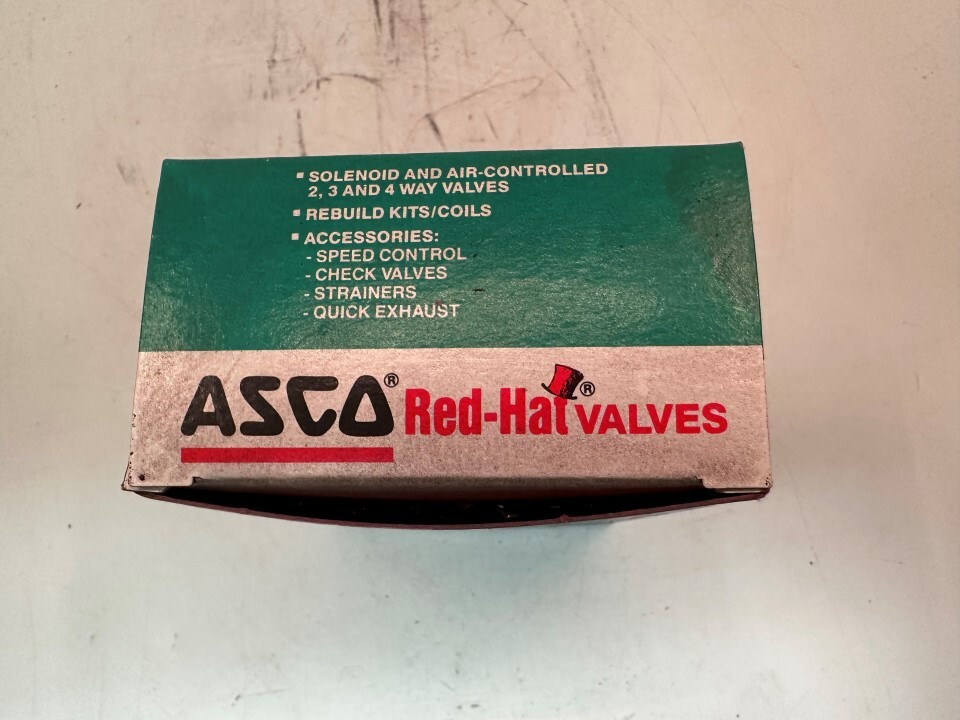 ▪ SOLENOID AND AIR-CONTROLLED
2, 3 AND 4 WAY VALVES
▪ REBUILD KITS/COILS
▪ ACCESSORIES:
- SPEED CONTROL
- CHECK VALVES
- STRAINERS
- QUICK EXHAUST
ASCO® Red-Hat® VALVES